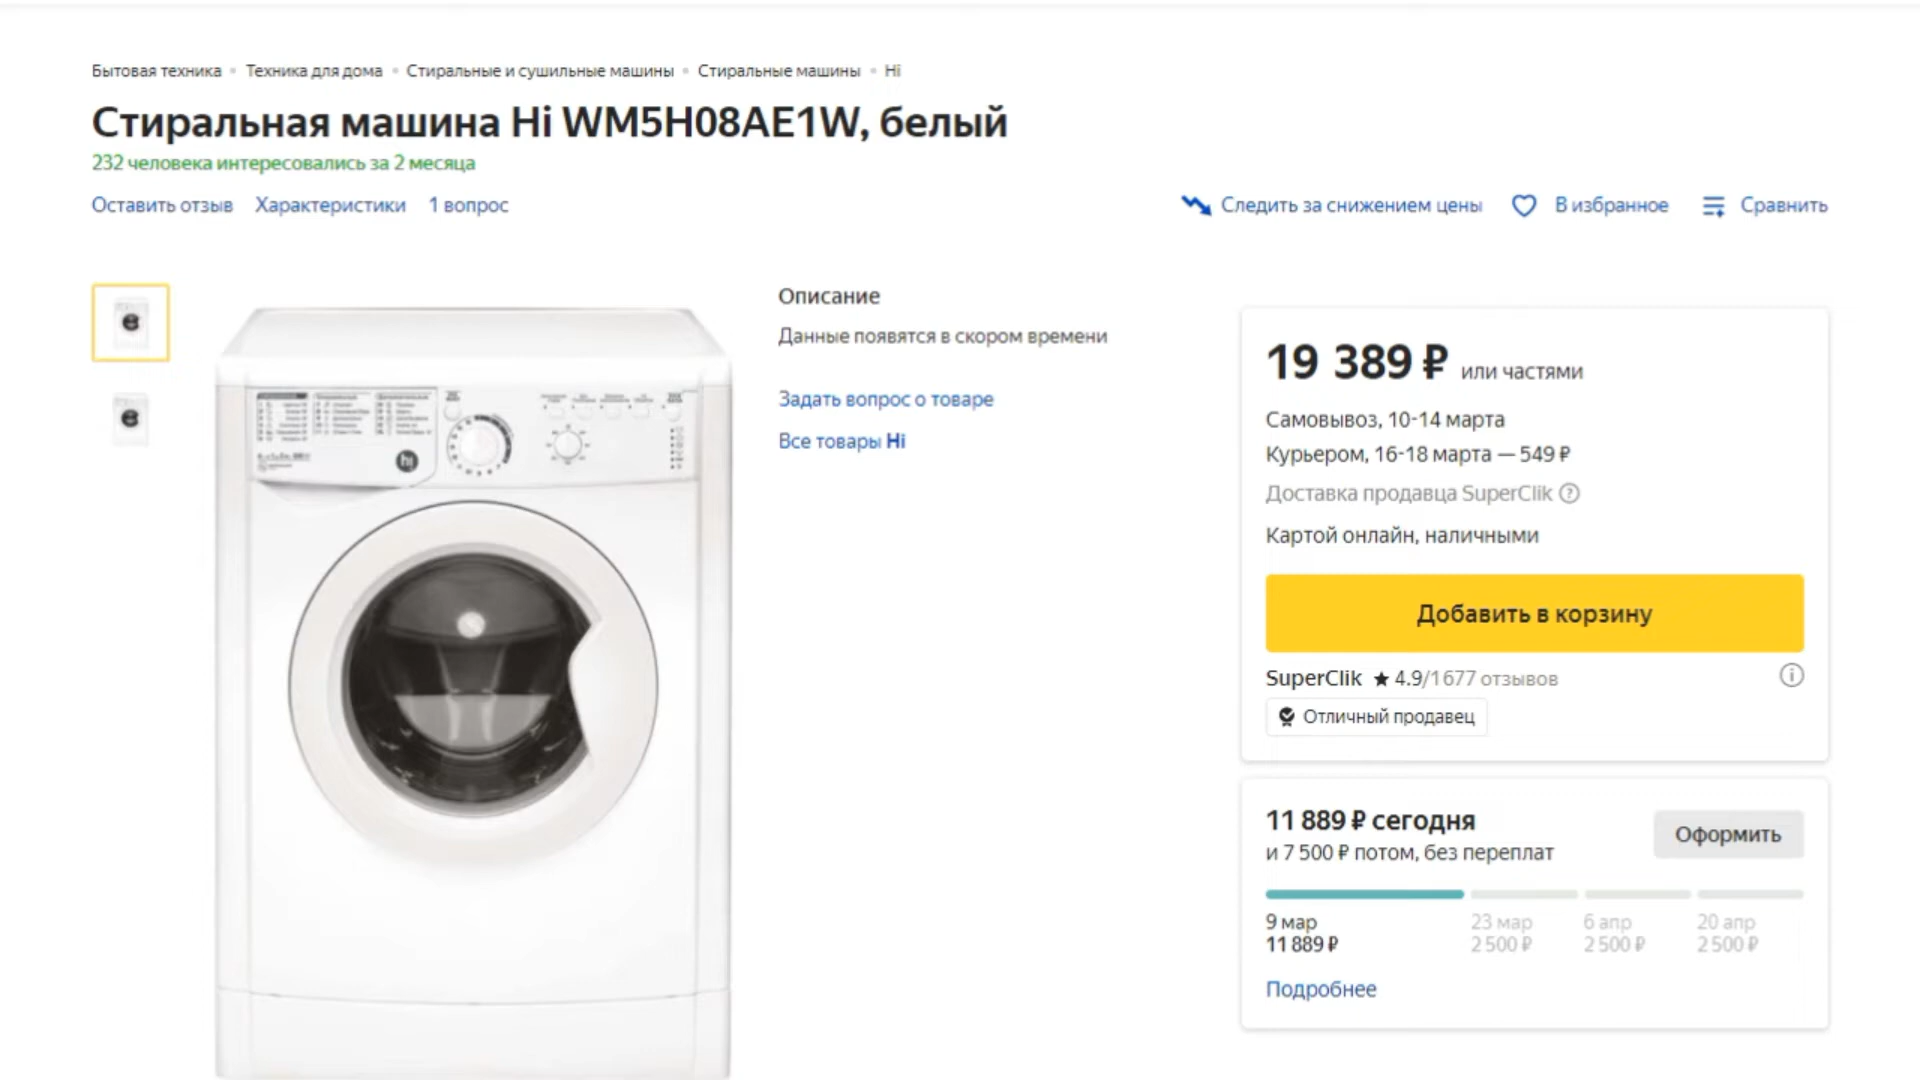 Бытовая техника • Техника для дома • Стиральные и сушильные машины • Стиральные машины • Hi
Стиральная машина Hi WM5H08AE1W, белый
232 человека интересовались за 2 месяца
Оставить отзыв Характеристики 1 вопрос
Следить за снижением цены В избранное Сравнить
Описание
Данные появятся в скором времени
Задать вопрос о товаре
Все товары Hi
hi
19 389 ₽ или частями
Самовывоз, 10-14 марта
Курьером, 16-18 марта — 549 ₽
Доставка продавца SuperClik ?
Картой онлайн, наличными
Добавить в корзину
SuperClik ★ 4.9/1677 отзывов
Отличный продавец
11 889 ₽ сегодня
и 7 500 ₽ потом, без переплат
Оформить
9 мар 23 мар 6 апр 20 апр
11 889 ₽ 2 500 ₽ 2 500 ₽ 2 500 ₽
Подробнее